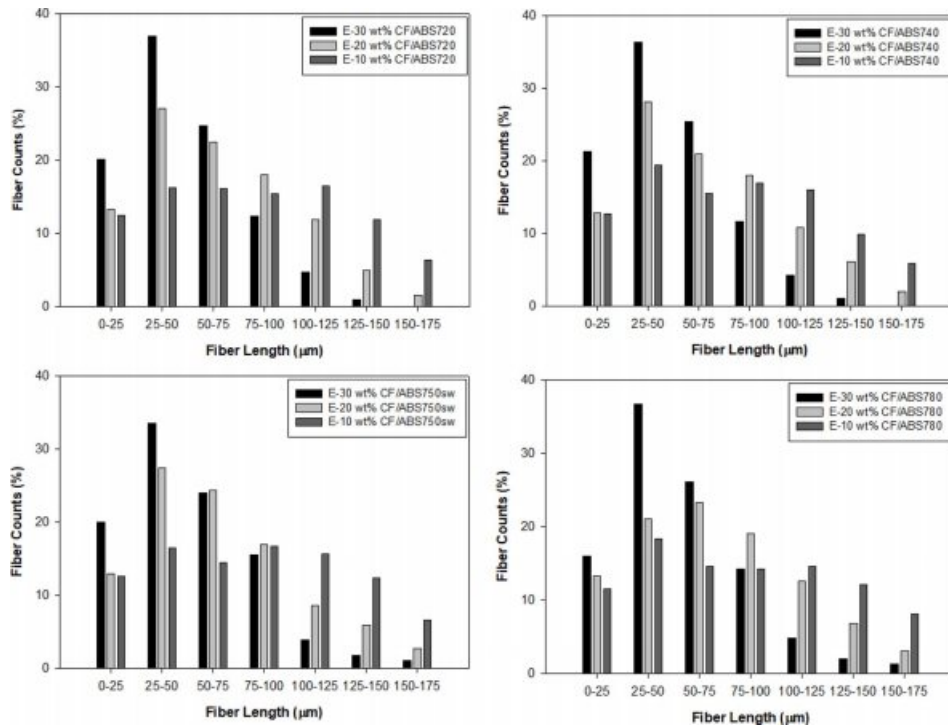 40
30
20
10
0
Fiber Counts (%)
E-30 wt% CF/ABS720
E-20 wt% CF/ABS720
E-10 wt% CF/ABS720
0-25 25-50 50-75 75-100 100-125 125-150 150-175
Fiber Length (μm)
40
30
20
10
0
Fiber Counts (%)
E-30 wt% CF/ABS740
E-20 wt% CF/ABS740
E-10 wt% CF/ABS740
0-25 25-50 50-75 75-100 100-125 125-150 150-175
Fiber Length (μm)
40
30
20
10
0
Fiber Counts (%)
E-30 wt% CF/ABS750sw
E-20 wt% CF/ABS750sw
E-10 wt% CF/ABS750sw
0-25 25-50 50-75 75-100 100-125 125-150 150-175
Fiber Length (μm)
40
30
20
10
0
Fiber Counts (%)
E-30 wt% CF/ABS780
E-20 wt% CF/ABS780
E-10 wt% CF/ABS780
0-25 25-50 50-75 75-100 100-125 125-150 150-175
Fiber Length (μm)